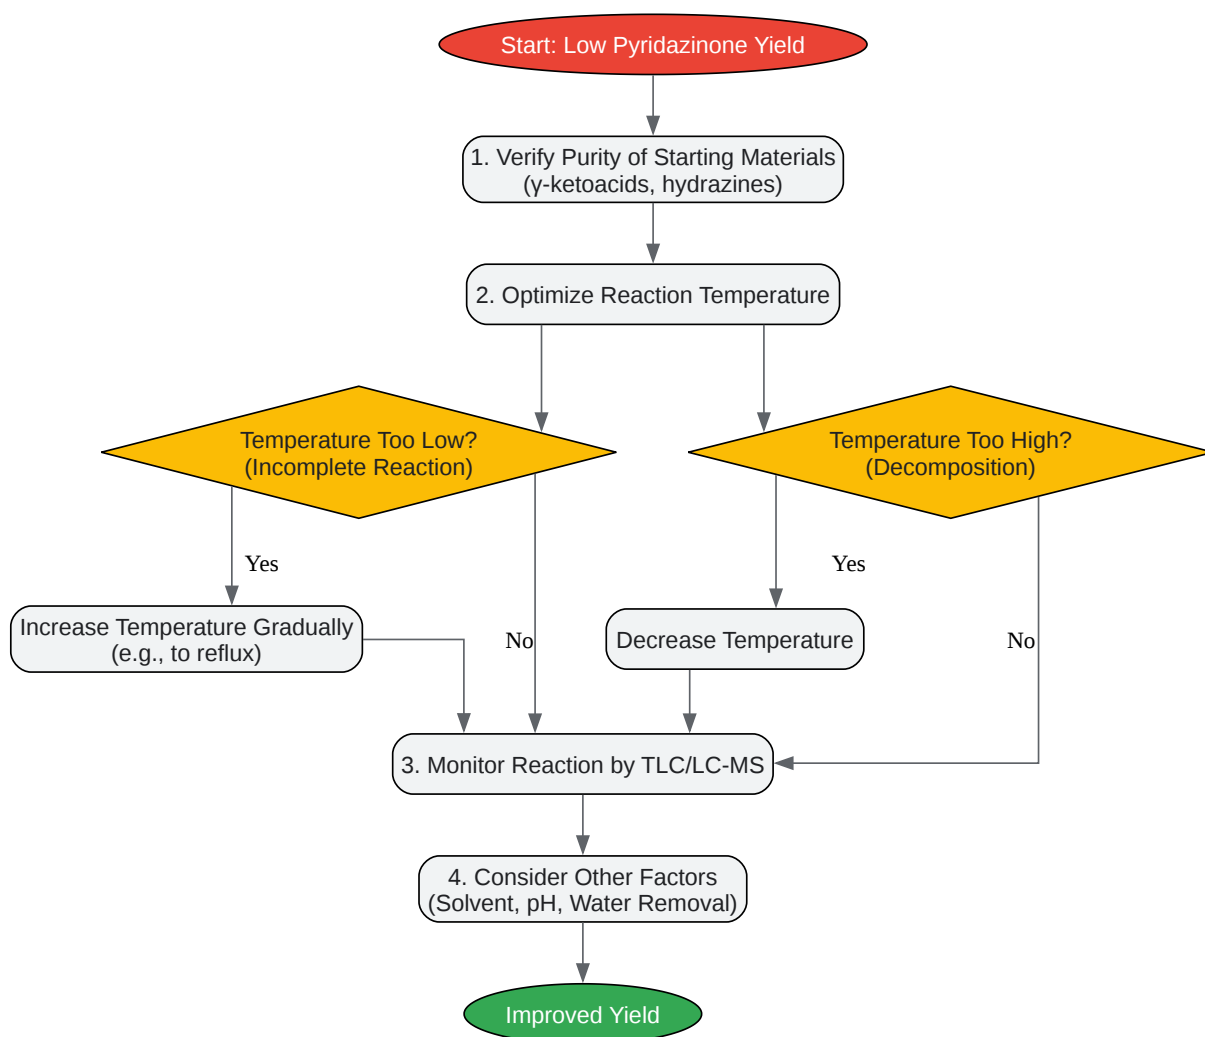 Start: Low Pyridazinone Yield
1. Verify Purity of Starting Materials
(γ-ketoacids, hydrazines)
2. Optimize Reaction Temperature
Temperature Too Low?
(Incomplete Reaction)
Temperature Too High?
(Decomposition)
Yes
Yes
Increase Temperature Gradually
(e.g., to reflux)
No
Decrease Temperature
No
3. Monitor Reaction by TLC/LC-MS
4. Consider Other Factors
(Solvent, pH, Water Removal)
Improved Yield